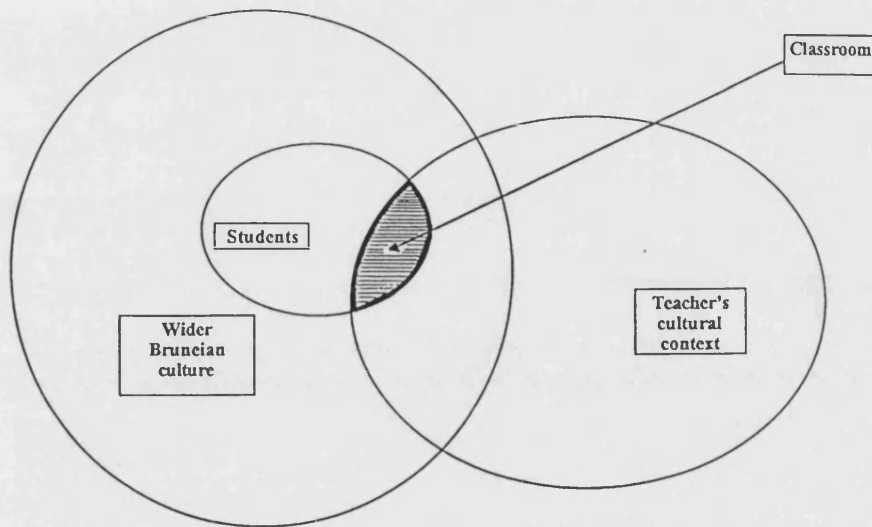 Classroom
Students
Wider
Bruneian
culture
Teacher's
cultural
context